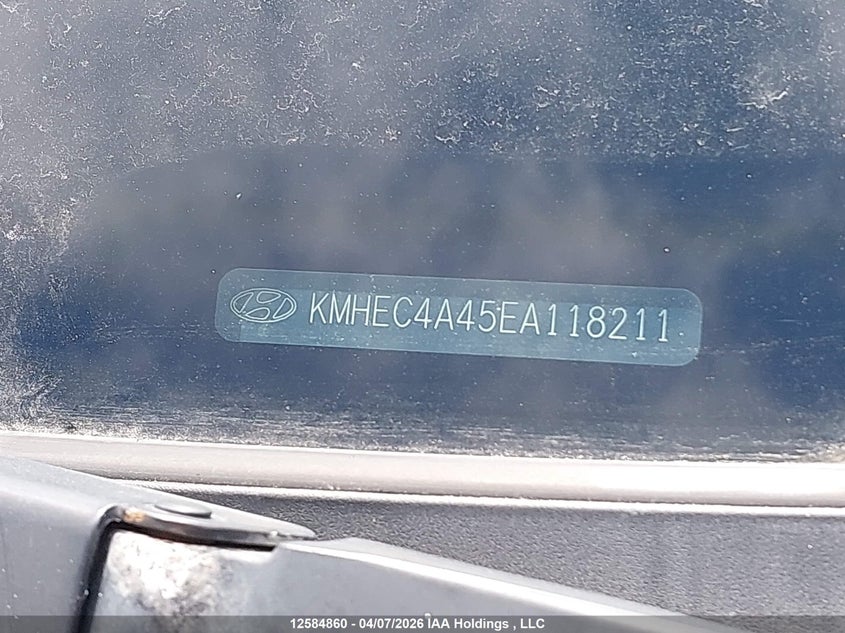 KMHEC4A45EA118211
12584860 - 04/07/2026 IAA Holdings , LLC